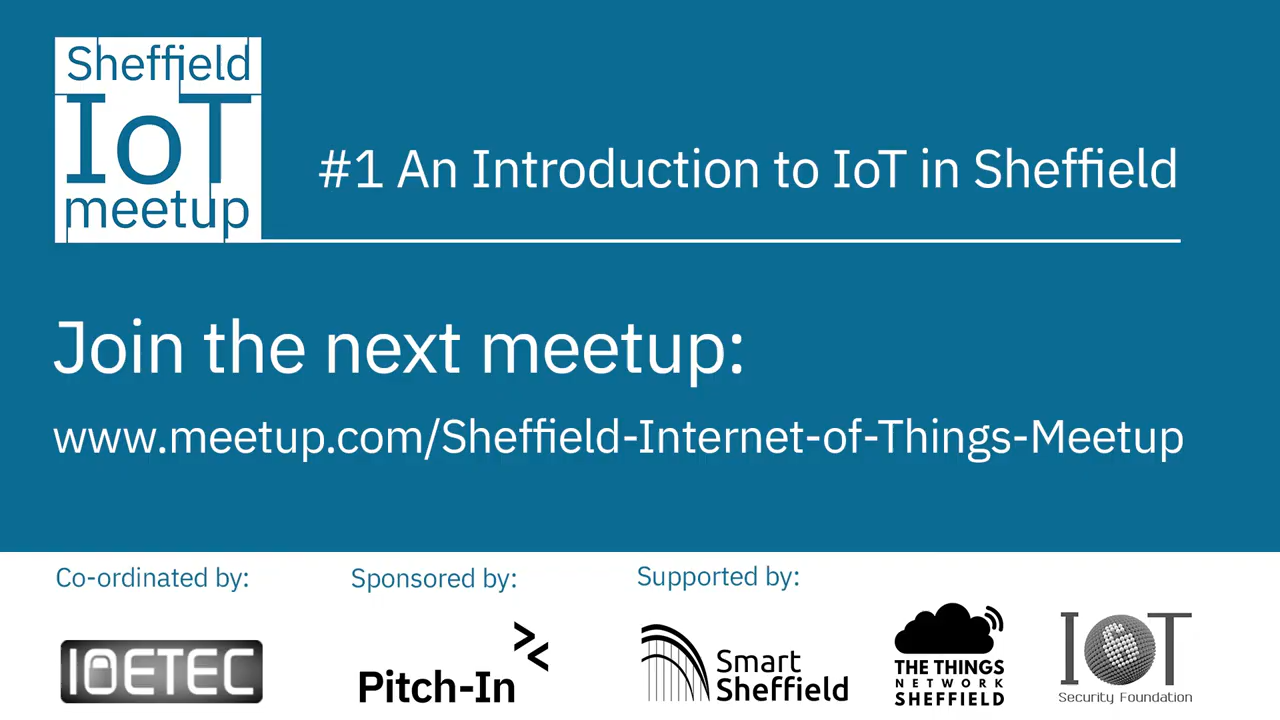 Sheffield
IoT
meetup
#1 An Introduction to IoT in Sheffield
Join the next meetup:
www.meetup.com/Sheffield-Internet-of-Things-Meetup
Co-ordinated by:
Sponsored by:
Supported by:
IOETEC
Pitch-In
Smart
Sheffield
THE THINGS
NETWORK
SHEFFIELD
IOT
Security Foundation